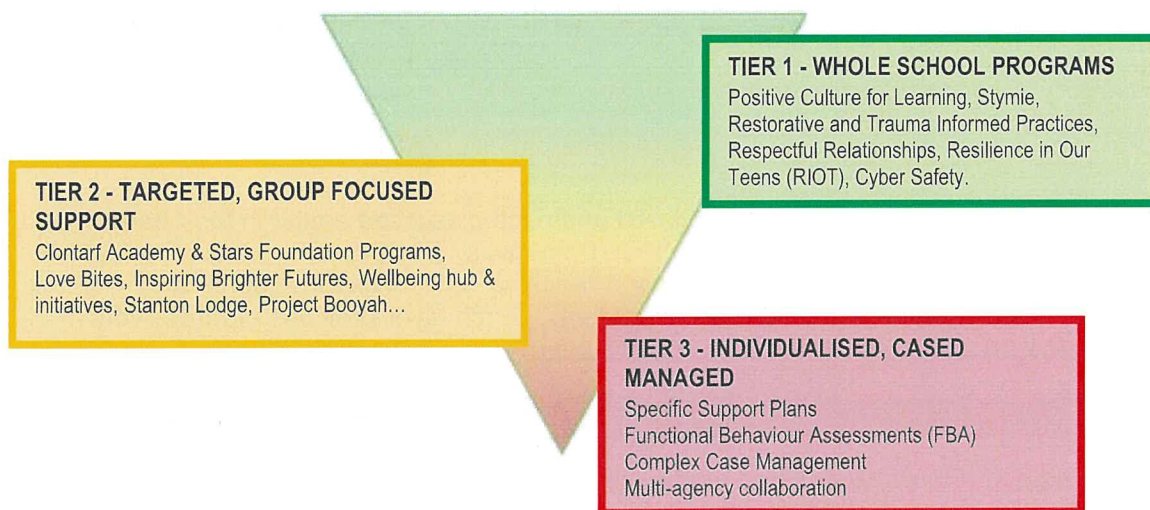 TIER 1 - WHOLE SCHOOL PROGRAMS
Positive Culture for Learning, Stymie,
Restorative and Trauma Informed Practices,
Respectful Relationships, Resilience in Our
Teens (RIOT), Cyber Safety.
TIER 2 - TARGETED, GROUP FOCUSED
SUPPORT
Clontarf Academy & Stars Foundation Programs,
Love Bites, Inspiring Brighter Futures, Wellbeing hub &
initiatives, Stanton Lodge, Project Booyah...
TIER 3 - INDIVIDUALISED, CASED
MANAGED
Specific Support Plans
Functional Behaviour Assessments (FBA)
Complex Case Management
Multi-agency collaboration